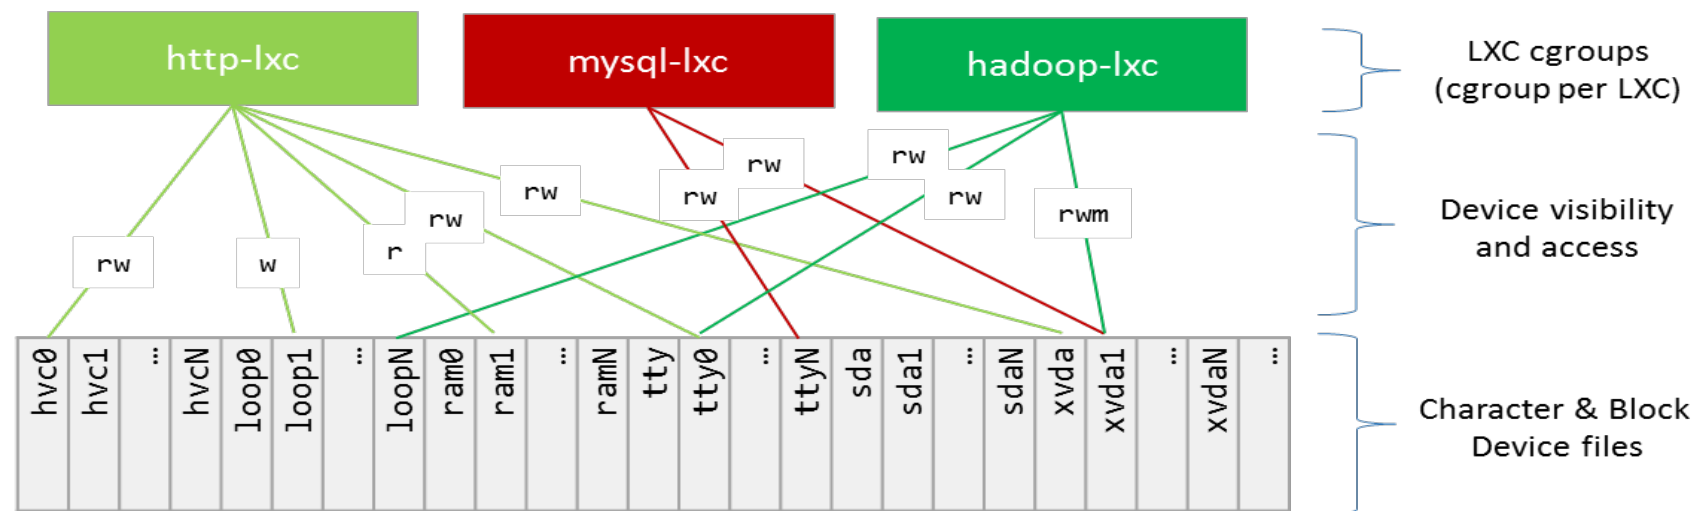 http-lxc
mysql-lxc
hadoop-lxc
LXC cgroups
(cgroup per LXC)
rw
w
r
rw
rw
rw
rw
rw
rw
rwm
Device visibility
and access
hvc0
hvc1
...
hvcN
loop0
loop1
...
loopN
ram0
ram1
...
ramN
tty
tty0
...
ttyN
sda
sda1
...
sdaN
xvda
xvda1
...
xvdaN
...
Character & Block
Device files